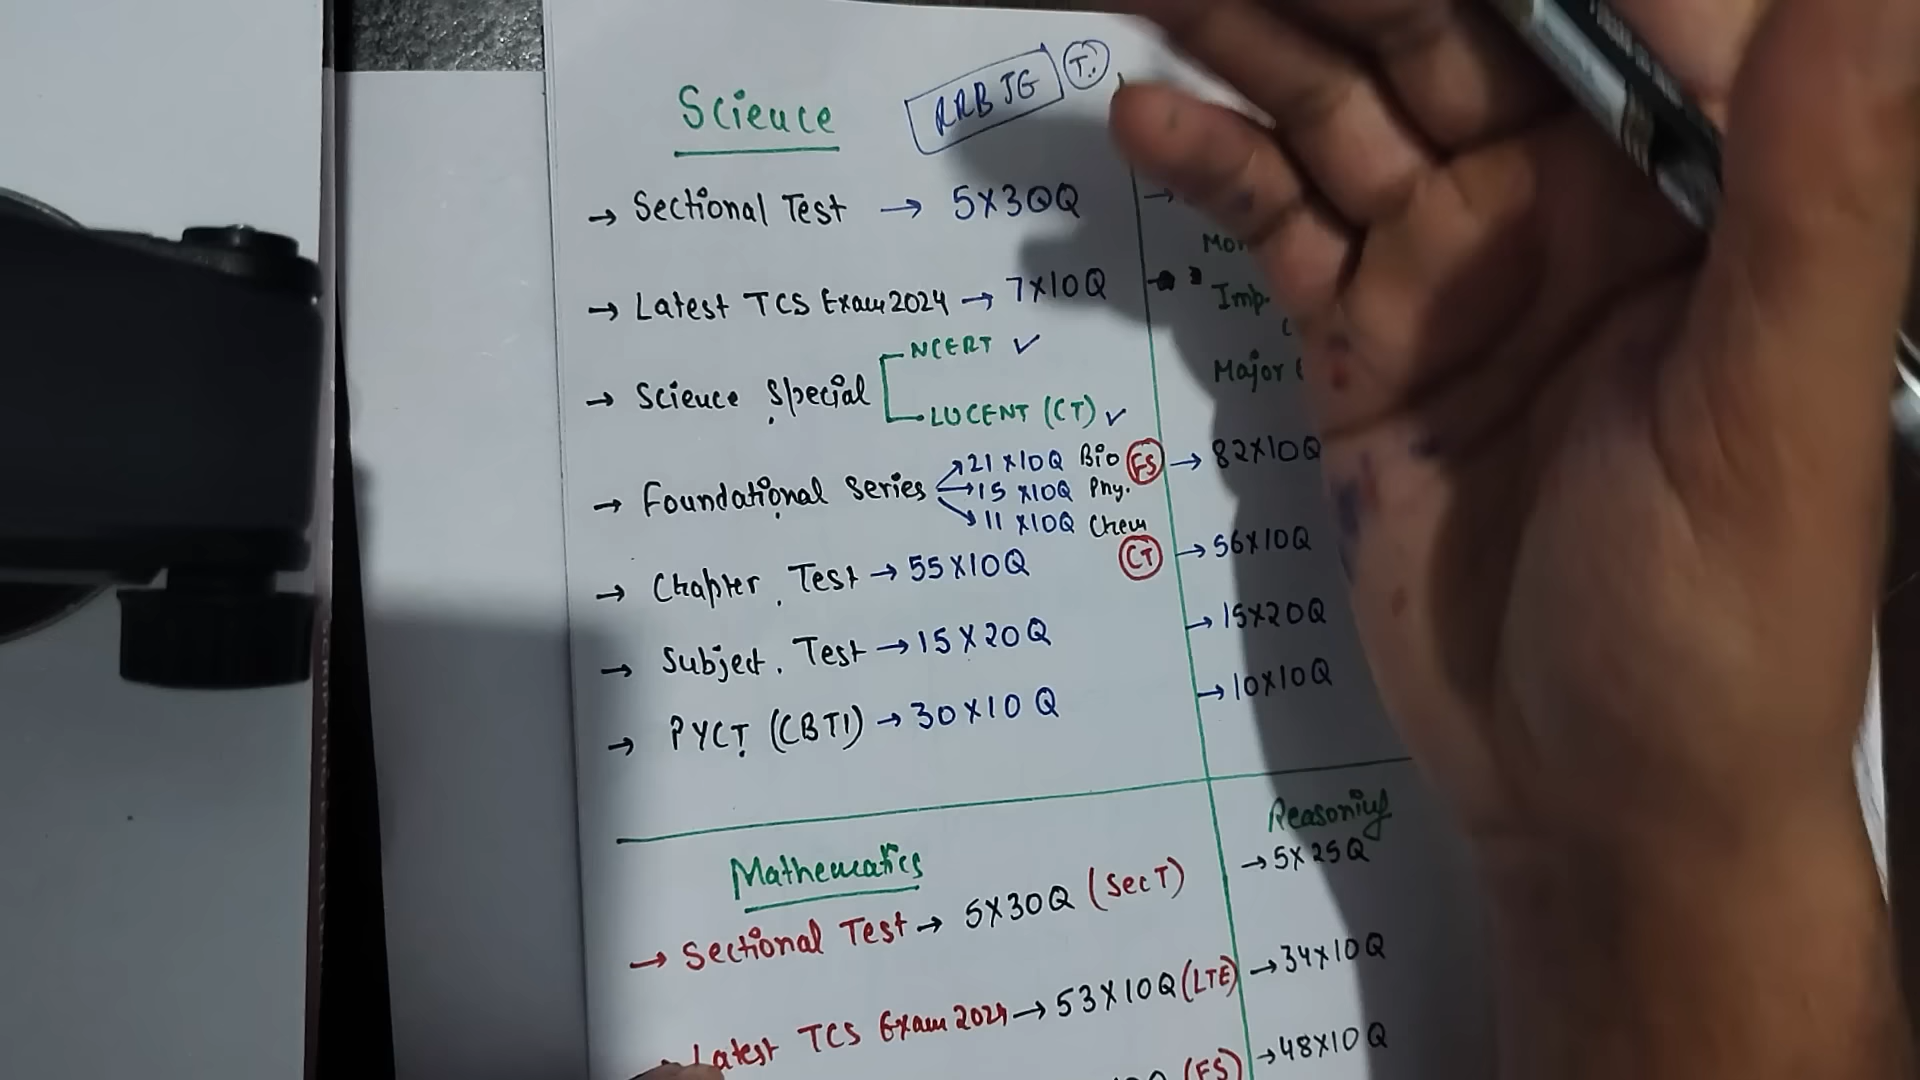 Science
RRB JE
T
→ Sectional Test → 5X30Q
→ Latest TCS Exam 2024 → 7X10Q
→ Science Special
NCERT ✓
LUCENT (CT) ✓
→ Foundational Series
→ 21 X10Q Bio
→ 15 X10Q Phy.
→ 11 X10Q Chem
→ Chapter. Test → 55X10Q
→ Subject. Test → 15X20Q
→ PYCT (CBT1) → 30X10 Q
→
Imp.
Major (
FS → 82X10Q
CT → 56X10Q
→ 15X20Q
→ 10X10Q
Mathematics
→ Sectional Test → 5X30Q (SecT)
Latest TCS Exam 2024 → 53X10Q (LTE)
(FS)
Reasoning
→ 5X25Q
→ 34X10Q
→ 48X10Q